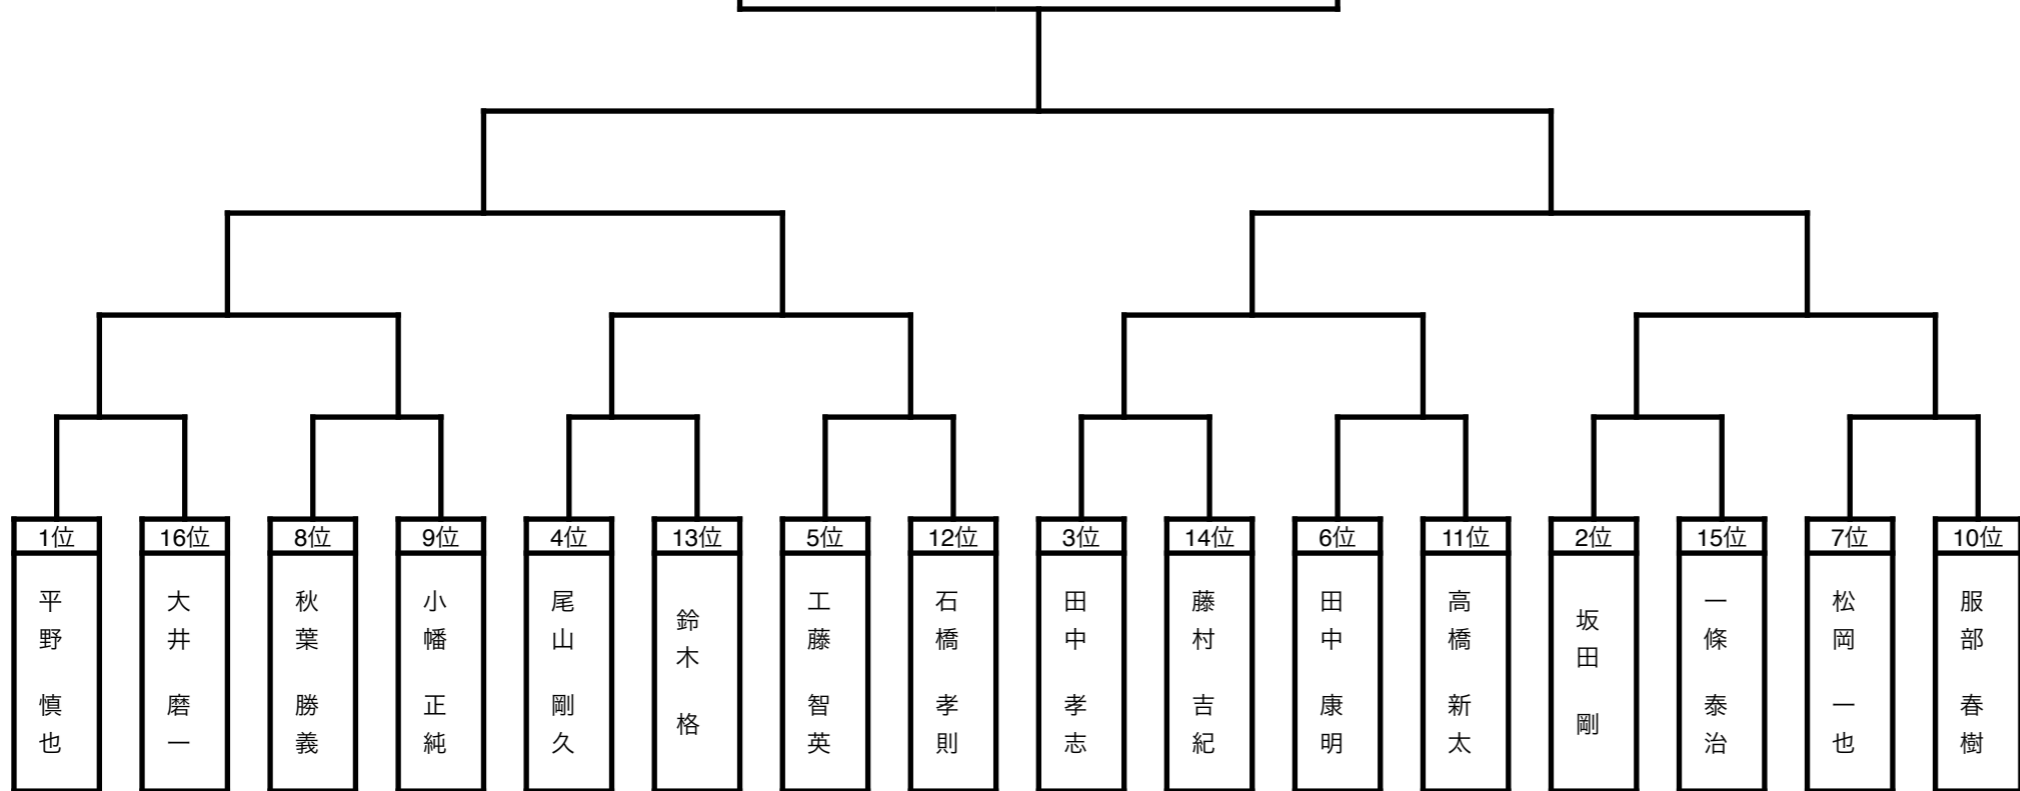 1位
平野 慎也
16位
大井 磨一
8位
秋葉 勝義
9位
小幡 正純
4位
尾山 剛久
13位
鈴木 格
5位
工藤 智英
12位
石橋 孝則
3位
田中 孝志
14位
藤村 吉紀
6位
田中 康明
11位
高橋 新太
2位
坂田 剛
15位
一條 泰治
7位
松岡 一也
10位
服部 春樹